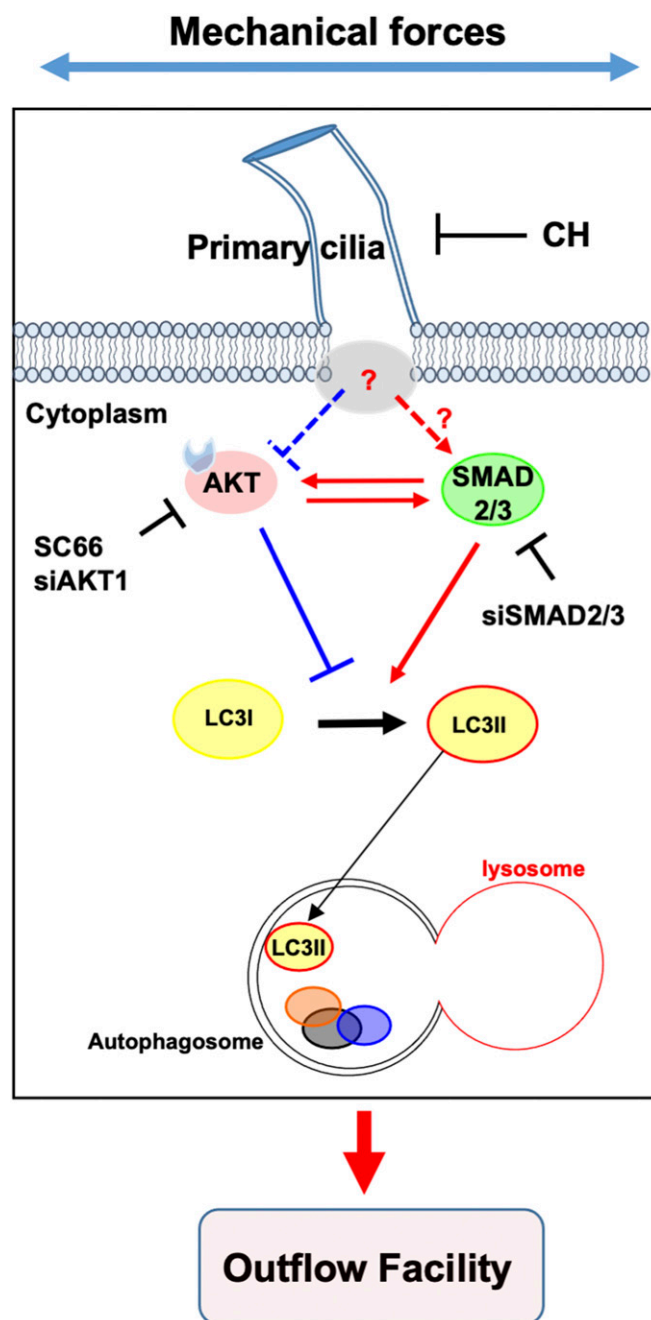 Mechanical forces
Primary cilia
CH
?
Cytoplasm
?
AKT
SMAD
2/3
SC66
siAKT1
siSMAD2/3
LC3I
LC3II
lysosome
LC3II
Autophagosome
Outflow Facility